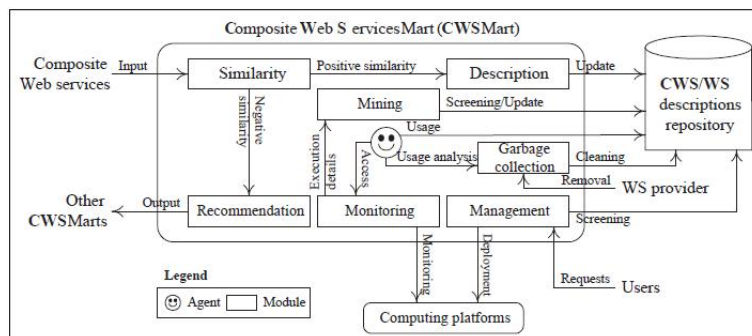 Composite Web S ervicesMart (CWSMart)
Composite
Web services
Input
Similarity
Positive similarity
Description
Update
CWS/WS
descriptions
repository
Mining
Screening/Update
Negative
similarity
Execution
details
Usage
Access
Usage analysis
Garbage
collection
Cleaning
Removal
WS provider
Other
CWSMarts
Output
Recommendation
Monitoring
Management
Screening
Monitoring
Deployment
Requests
Users
Legend
Agent
Module
Computing platforms